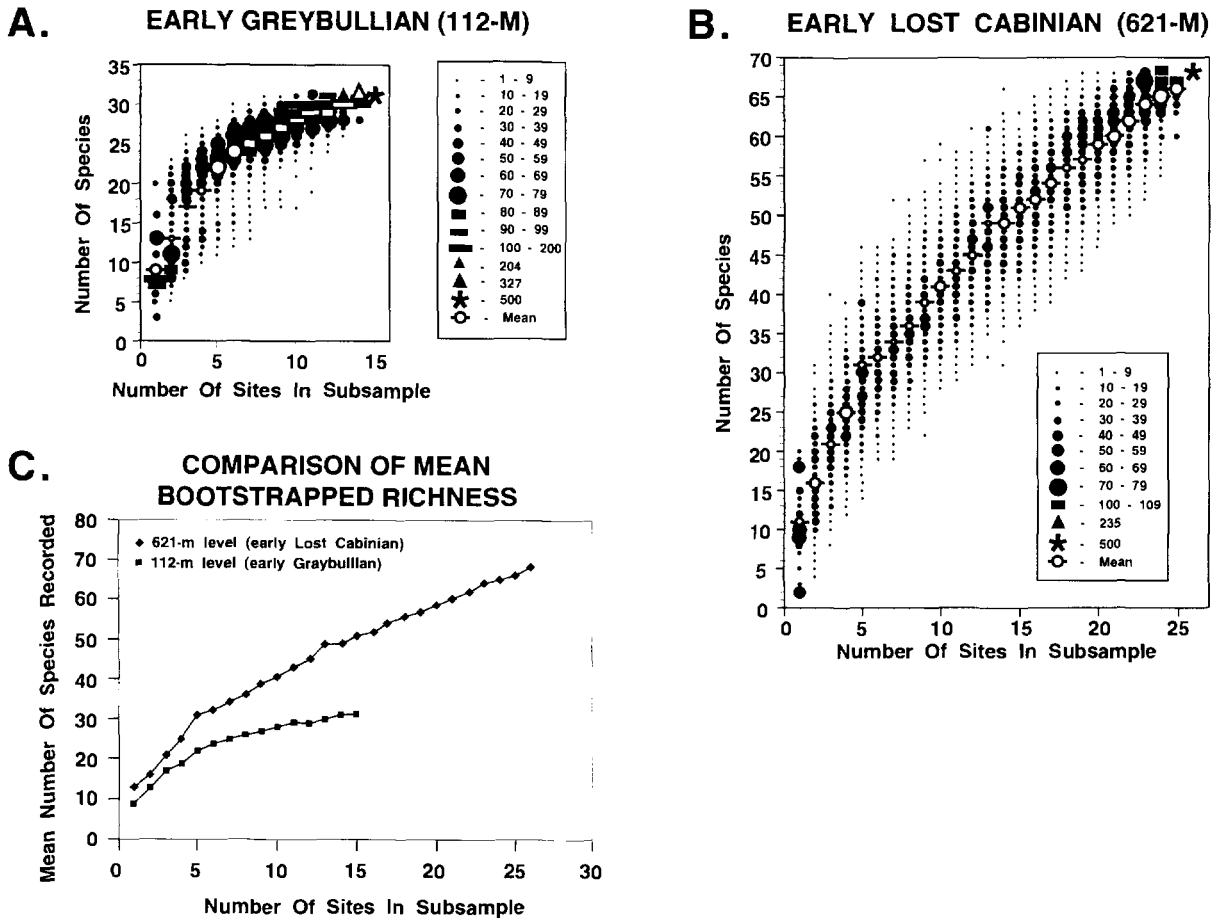 A.
EARLY GREYBULLIAN (112-M)
Number Of Species
35
30
25
20
15
10
5
0
0 5 10 15
Number Of Sites In Subsample
- 1 - 9
- 10 - 19
- 20 - 29
- 30 - 39
- 40 - 49
- 50 - 59
- 60 - 69
- 70 - 79
- 80 - 89
- 90 - 99
- 100 - 200
- 204
- 327
- 500
- Mean
B.
EARLY LOST CABINIAN (621-M)
Number Of Species
70
65
60
55
50
45
40
35
30
25
20
15
10
5
0
0 5 10 15 20 25
Number Of Sites In Subsample
- 1 - 9
- 10 - 19
- 20 - 29
- 30 - 39
- 40 - 49
- 50 - 59
- 60 - 69
- 70 - 79
- 100 - 109
- 235
- 500
- Mean
C.
COMPARISON OF MEAN
BOOTSTRAPPED RICHNESS
Mean Number Of Species Recorded
80
70
60
50
40
30
20
10
0
621-m level (early Lost Cabinian)
112-m level (early Graybullian)
0 5 10 15 20 25 30
Number Of Sites In Subsample